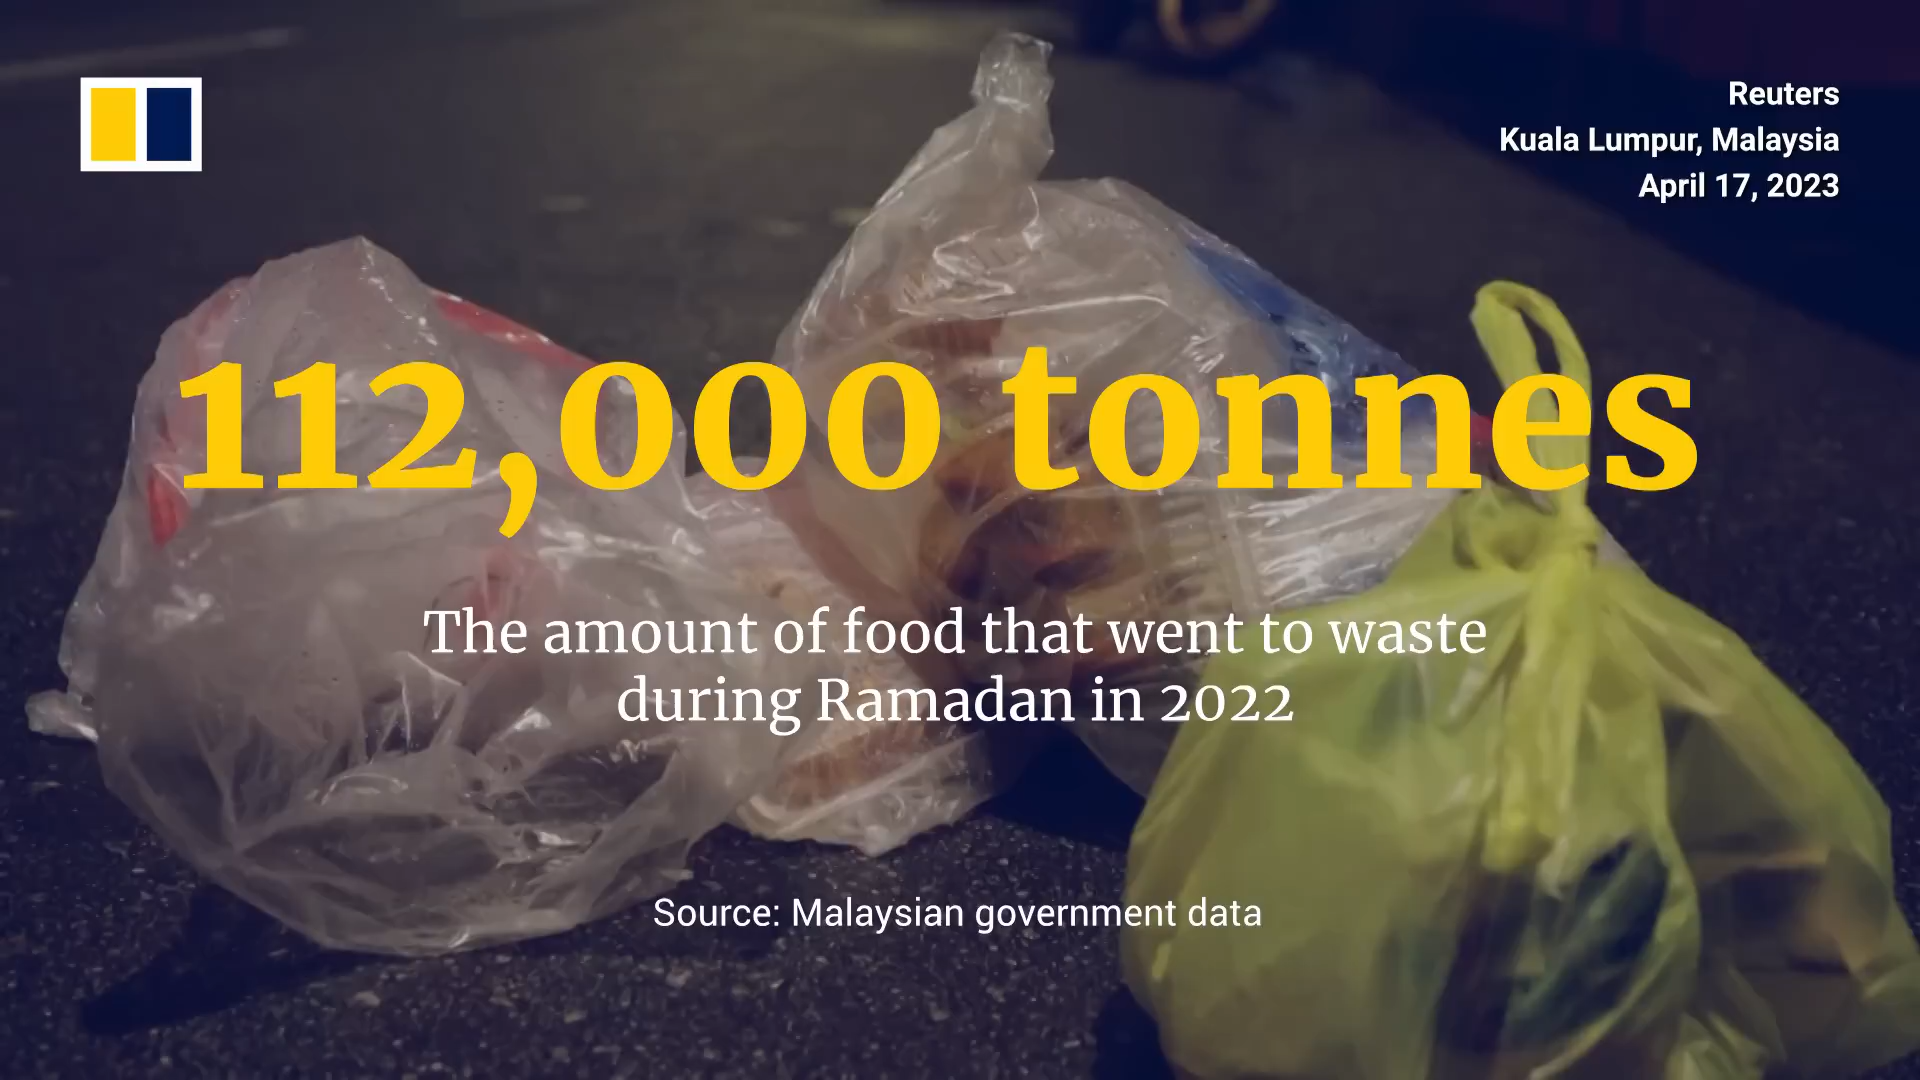 Reuters
Kuala Lumpur, Malaysia
April 17, 2023
112,000 tonnes
The amount of food that went to waste
during Ramadan in 2022
Source: Malaysian government data